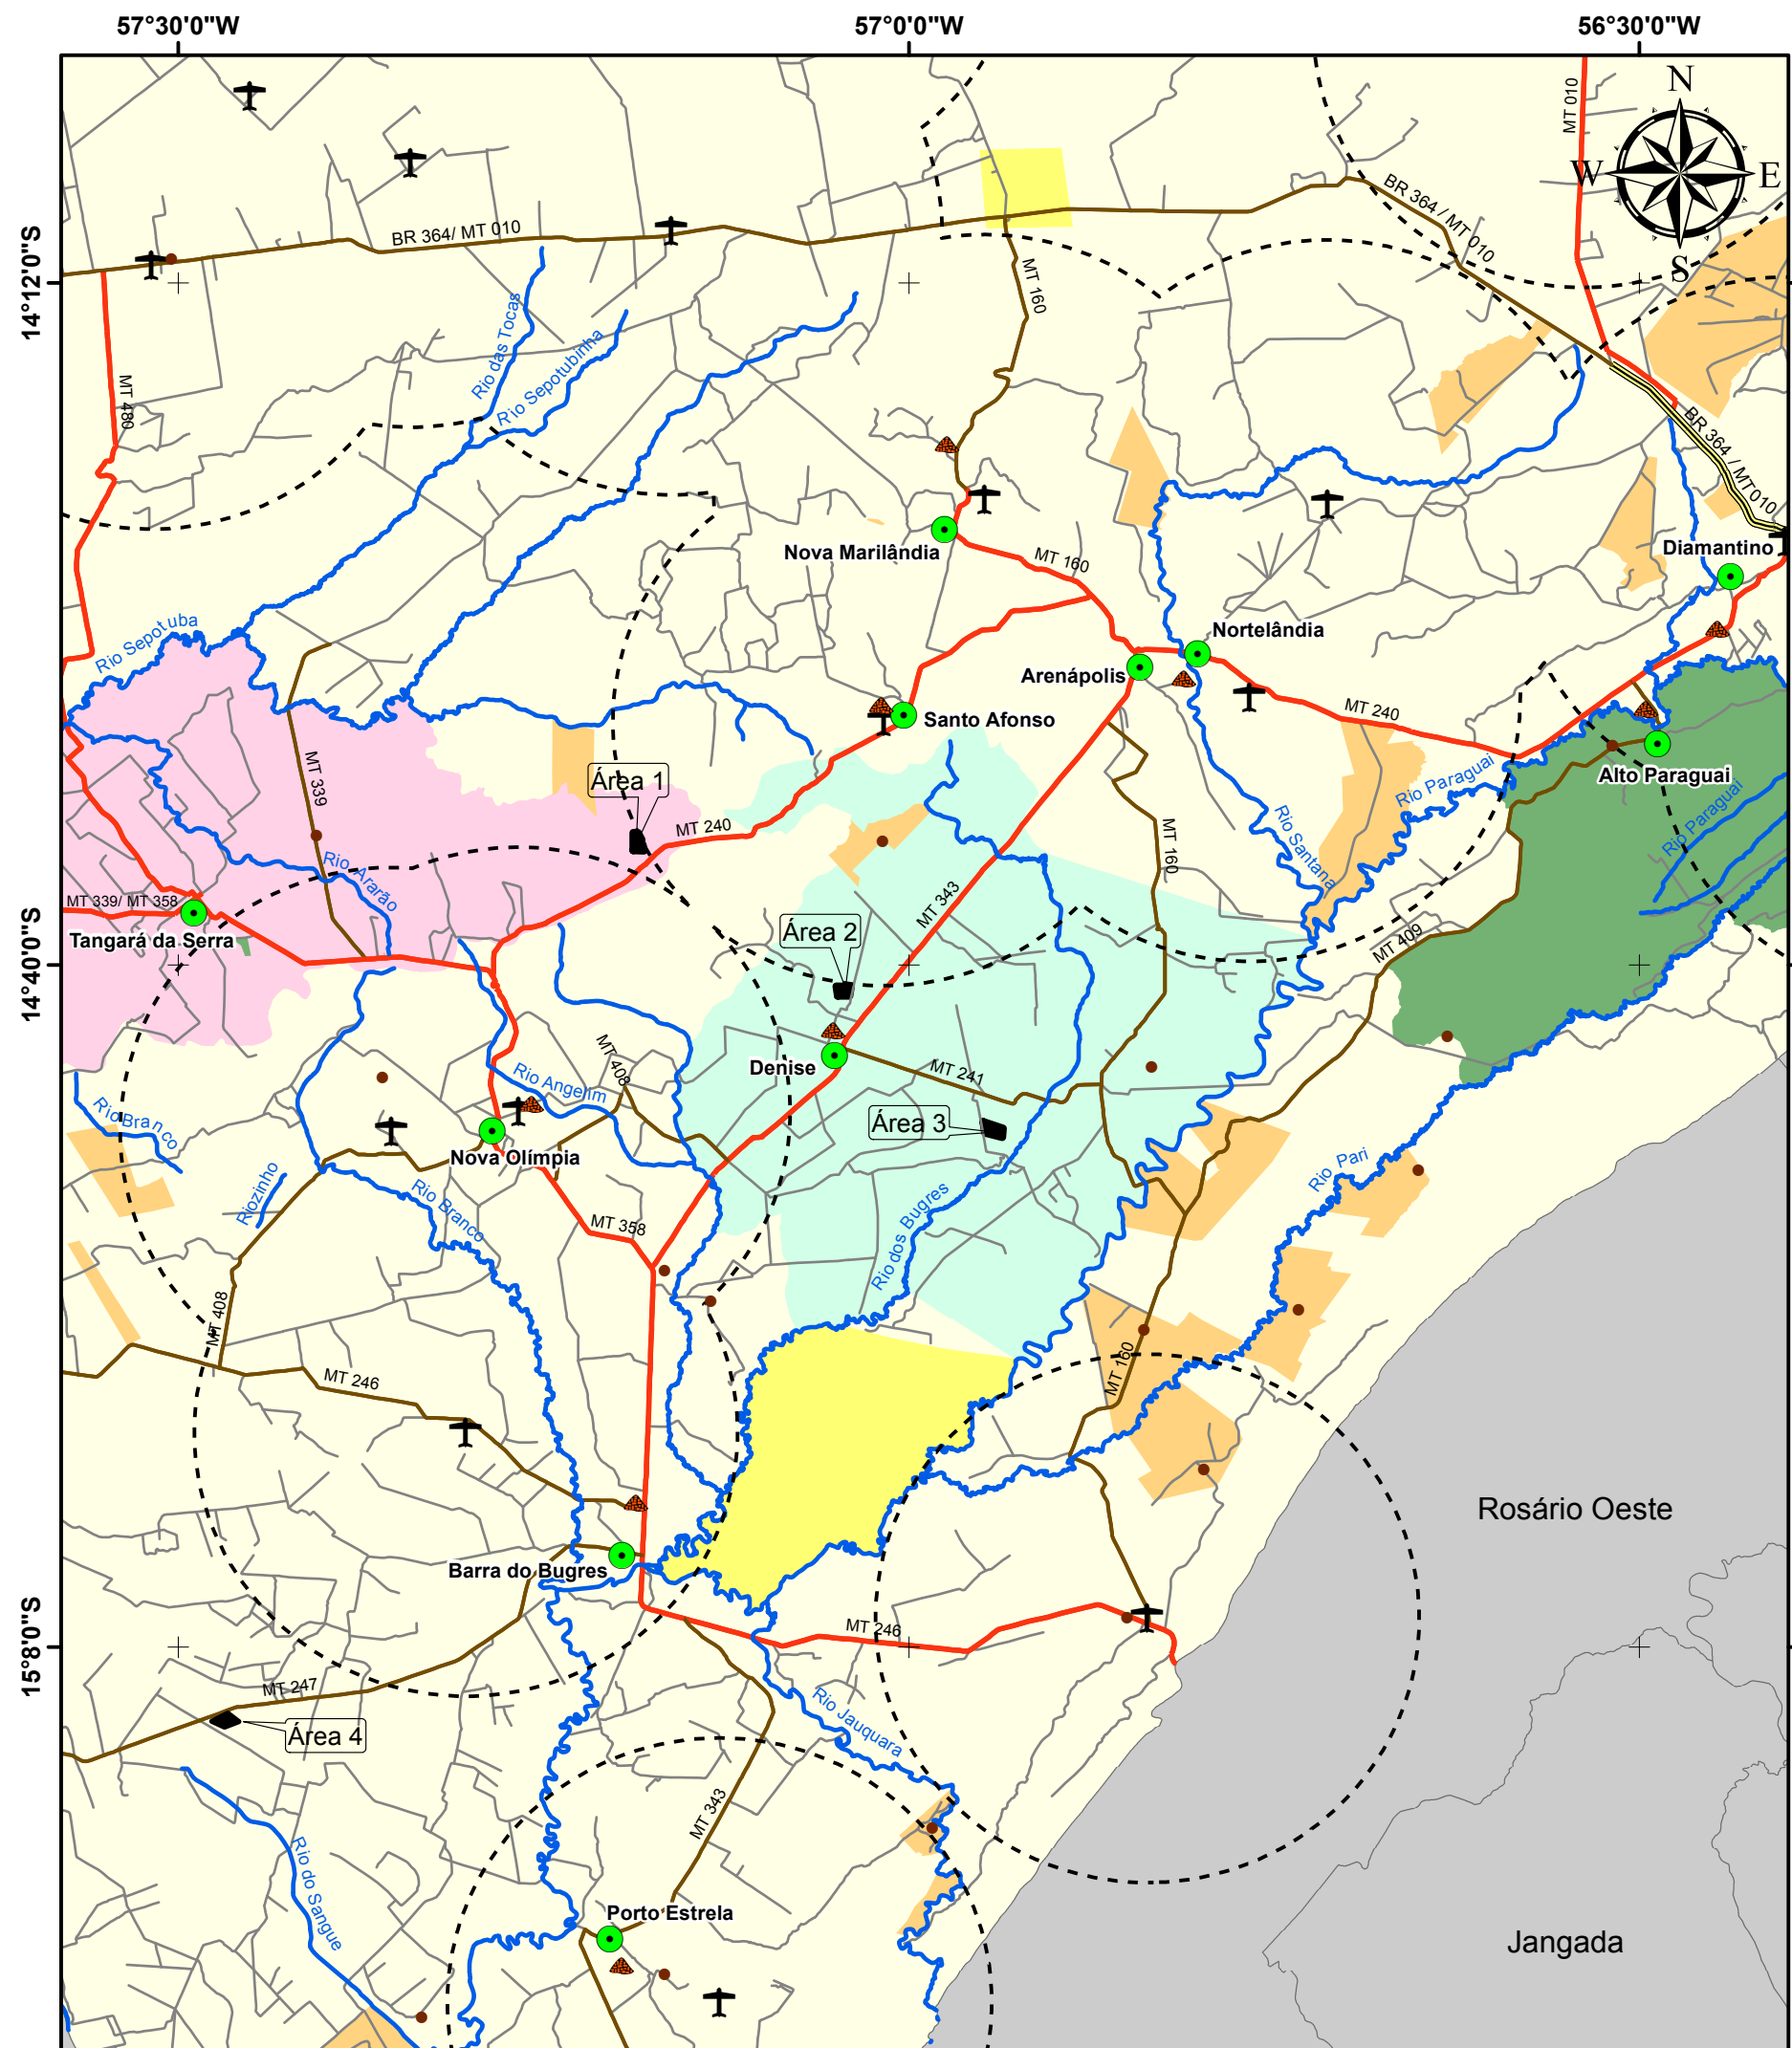 57°30'0"W
57°0'0"W
56°30'0"W
14°12'0"S
14°40'0"S
15°8'0"S
N
W
E
S
MT 010
BR 364 / MT 010
BR 364/ MT 010
MT 160
Rio das Tocas
Rio Sepotubinha
MT 480
BR 364 / MT010
Nova Marilândia
MT 160
Diamantino
Rio Sepotuba
Nortelândia
Arenápolis
Santo Afonso
MT 240
MT 339
Área 1
Rio Paraguai
Alto Paraguai
Rio Paraguai
MT 240
MT 160
Rio Santana
Rio Ararão
MT 339/ MT 358
MT 343
Tangará da Serra
Área 2
MT 409
MT 408
Denise
MT 241
Rio Angelim
Rio Branco
Área 3
Nova Olímpia
Rio Pari
Riozinho
Rio Branco
MT 358
Rio dos Bugres
MT 408
MT 246
MT 160
Rosário Oeste
Barra do Bugres
MT 246
MT 247
Área 4
Rio Jauquara
MT 343
Rio do Sangue
Porto Estrela
Jangada